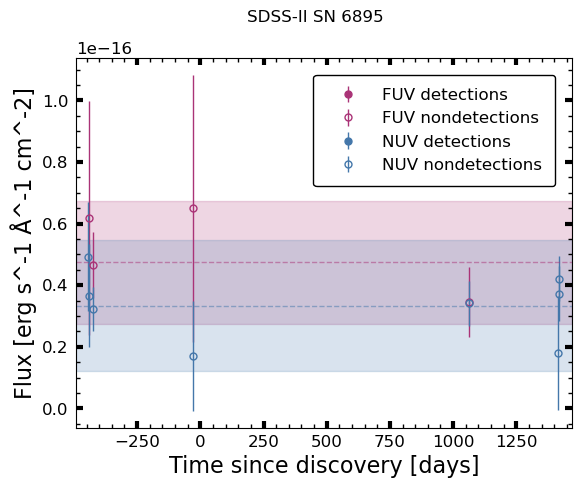 SDSS-II SN 6895
1e−16
FUV detections
FUV nondetections
NUV detections
NUV nondetections
1.0
0.8
0.6
0.4
0.2
0.0
Flux [erg s^-1 Å^-1 cm^-2]
−250 0 250 500 750 1000 1250
Time since discovery [days]